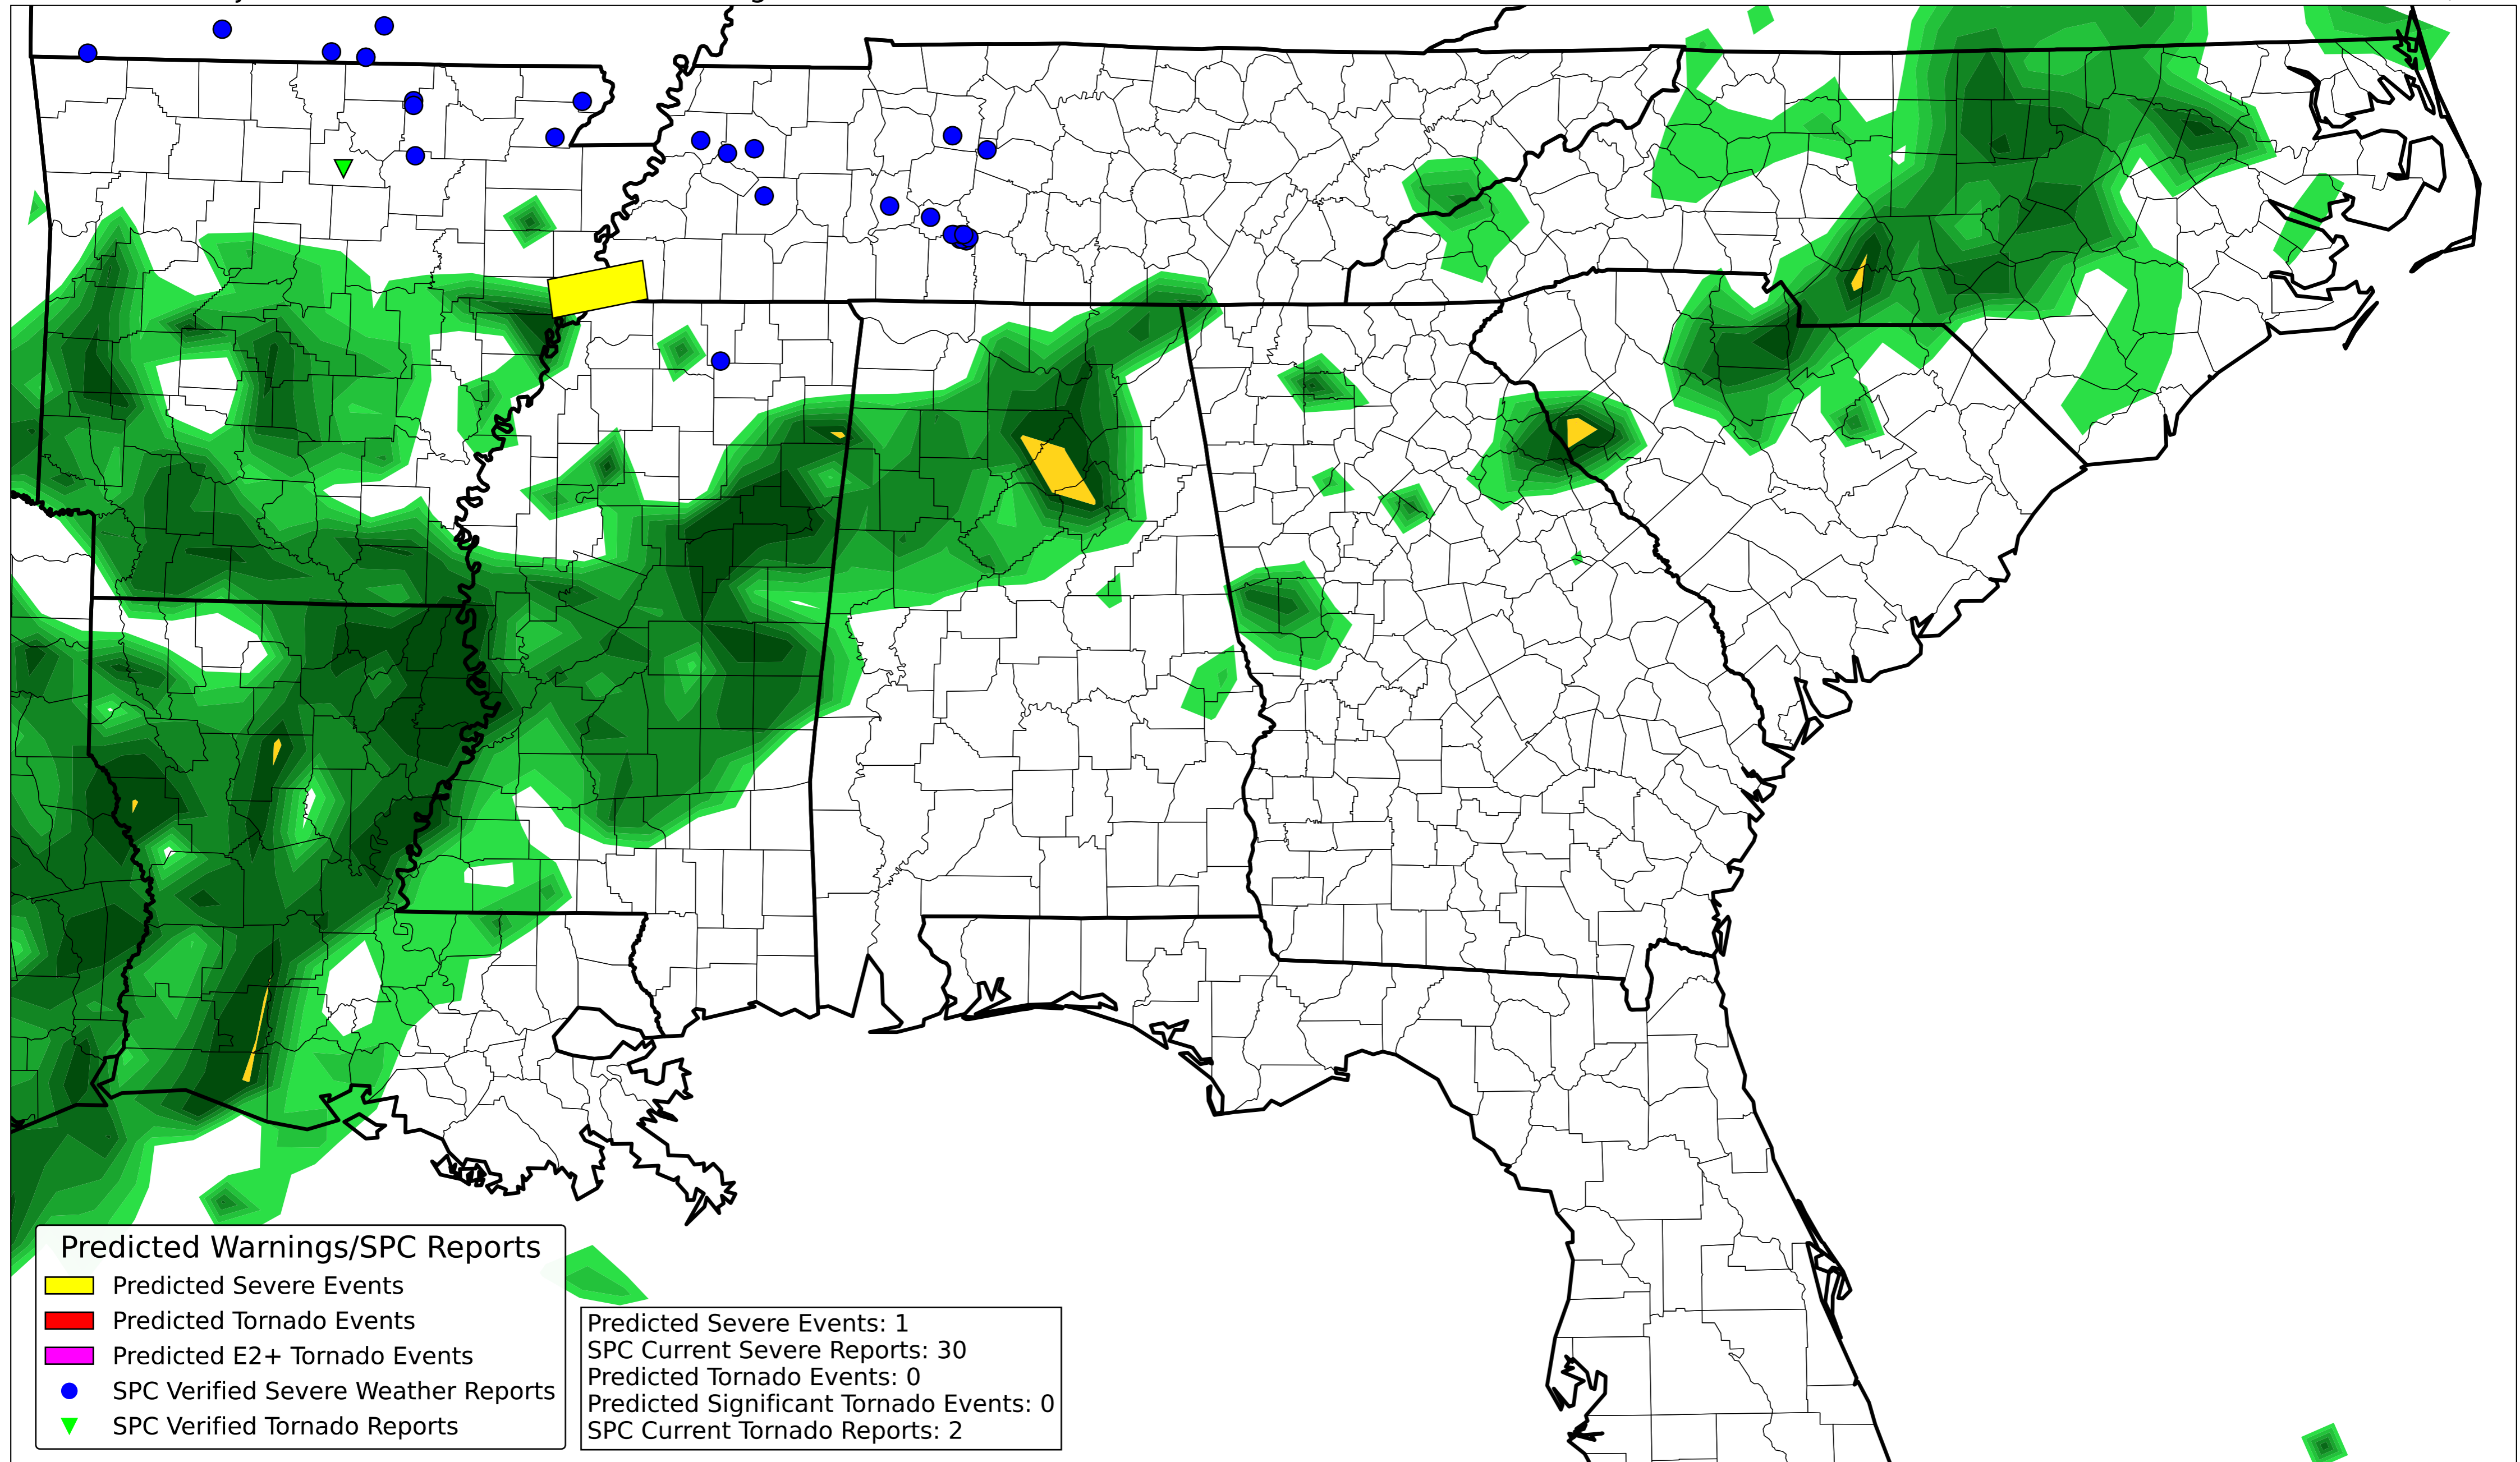 Predicted Warnings/SPC Reports
Predicted Severe Events
Predicted Tornado Events
Predicted E2+ Tornado Events
SPC Verified Severe Weather Reports
SPC Verified Tornado Reports
Predicted Severe Events: 1
SPC Current Severe Reports: 30
Predicted Tornado Events: 0
Predicted Significant Tornado Events: 0
SPC Current Tornado Reports: 2